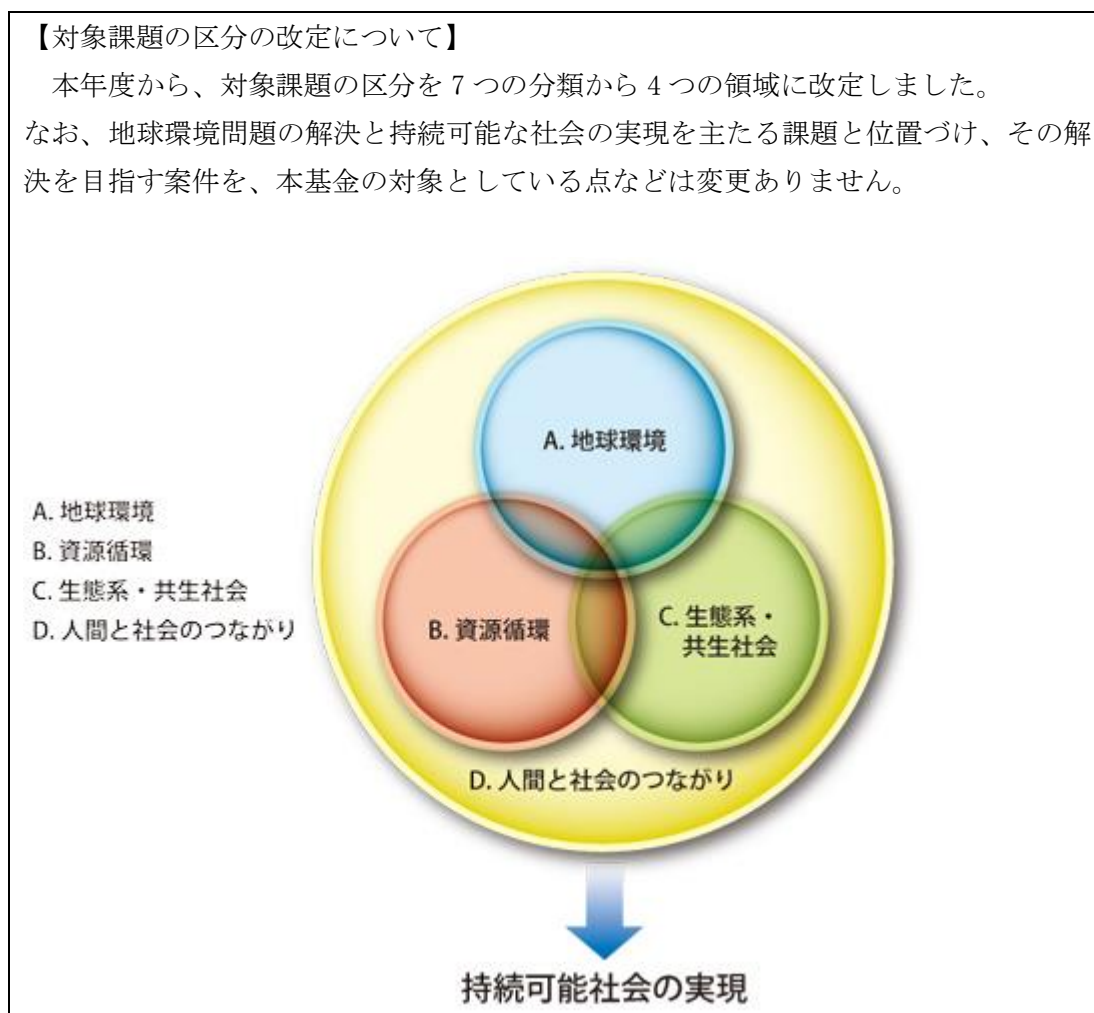 【対象課題の区分の改定について】
本年度から、対象課題の区分を7つの分類から4つの領域に改定しました。
なお、地球環境問題の解決と持続可能な社会の実現を主たる課題と位置づけ、その解
決を目指す案件を、本基金の対象としている点などは変更ありません。
A. 地球環境
B. 資源循環
C. 生態系・共生社会
D. 人間と社会のつながり
A. 地球環境
B. 資源循環
C. 生態系・
共生社会
D. 人間と社会のつながり
持続可能社会の実現